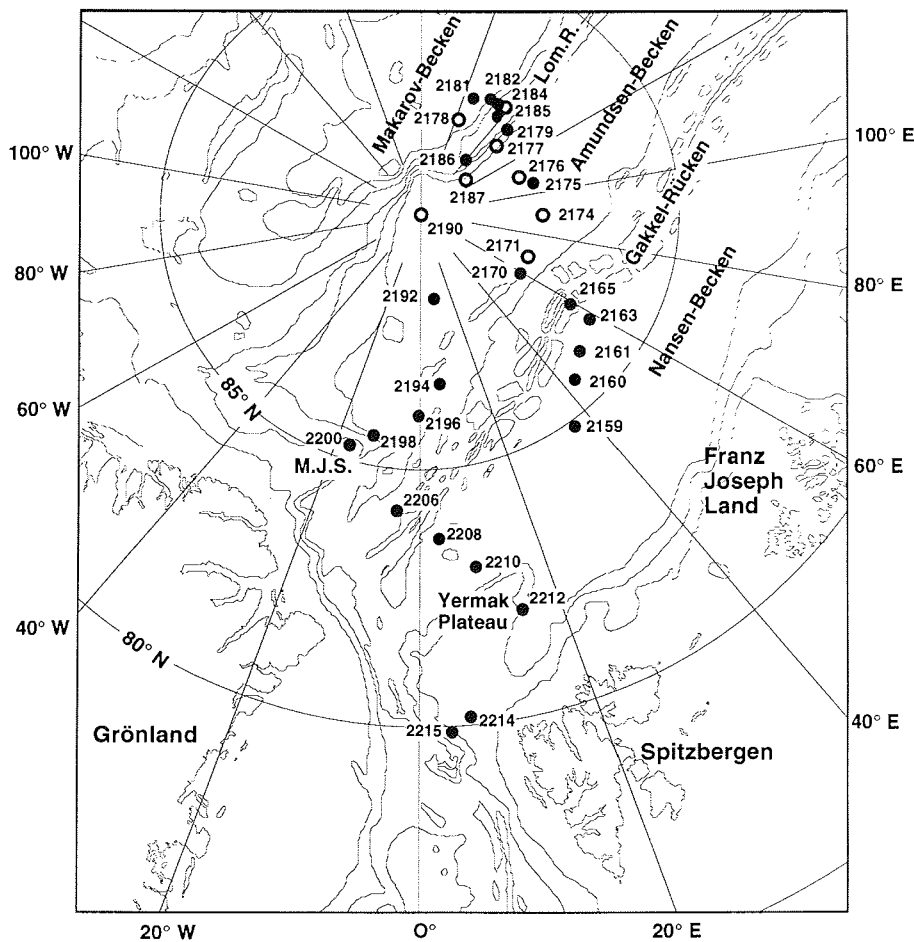 Makarov-Becken
Lom.R.
Amundsen-Becken
Gakkel-Rücken
Nansen-Becken
2181
2182
2184
2185
2178
2179
2177
2186
2176
2175
2187
2174
2190
2171
2170
2165
2163
2192
2161
2160
2194
2159
2196
2198
2200
M.J.S.
2206
2208
2210
2212
Yermak
Plateau
2214
2215
Franz
Joseph
Land
Grönland
Spitzbergen
85° N
80° N
100° W
80° W
60° W
40° W
20° W
O°
20° E
40° E
60° E
80° E
100° E